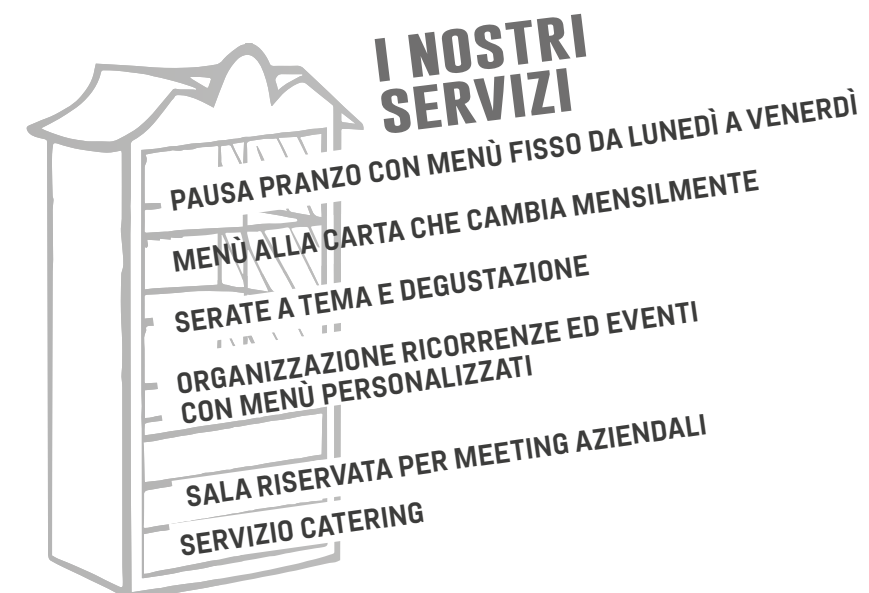 I NOSTRI
SERVIZI
PAUSA PRANZO CON MENÙ FISSO DA LUNEDÌ A VENERDÌ
MENÙ ALLA CARTA CHE CAMBIA MENSILMENTE
SERATE A TEMA E DEGUSTAZIONE
ORGANIZZAZIONE RICORRENZE ED EVENTI
CON MENÙ PERSONALIZZATI
SALA RISERVATA PER MEETING AZIENDALI
SERVIZIO CATERING